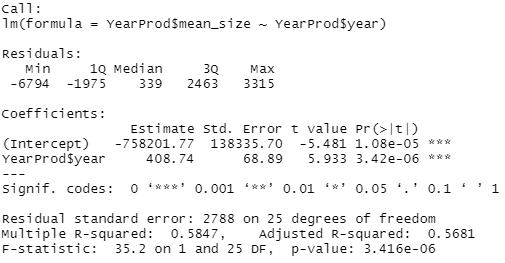 Call:
lm(formula = YearProd$mean_size ~ YearProd$year)
Residuals:
Min 1Q Median 3Q Max
-6794 -1975 339 2463 3315
Coefficients:
Estimate Std. Error t value Pr(>|t|)
(Intercept) -758201.77 138335.70 -5.481 1.08e-05 ***
YearProd$year 408.74 68.89 5.933 3.42e-06 ***
---
Signif. codes: 0 ‘***’ 0.001 ‘**’ 0.01 ‘*’ 0.05 ‘.’ 0.1 ‘ ’ 1
Residual standard error: 2788 on 25 degrees of freedom
Multiple R-squared: 0.5847, Adjusted R-squared: 0.5681
F-statistic: 35.2 on 1 and 25 DF, p-value: 3.416e-06